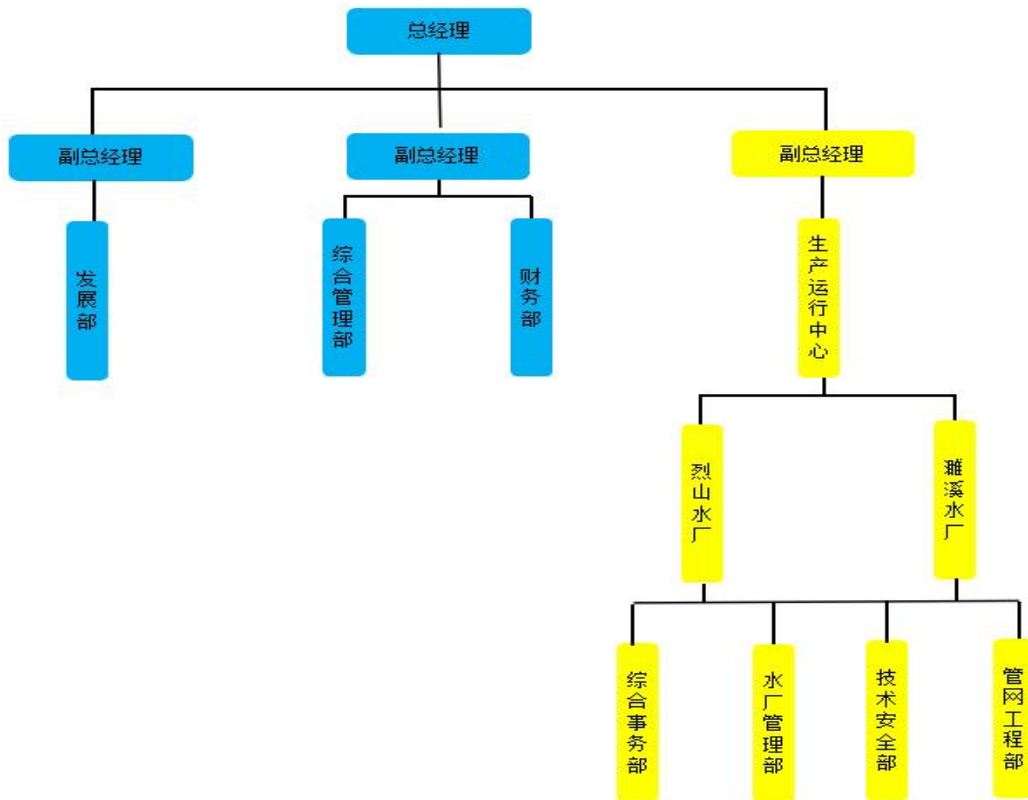 总经理
副总经理
副总经理
副总经理
发展部
综合管理部
财务部
生产运行中心
烈山水厂
濉溪水厂
综合事务部
水厂管理部
技术安全部
管网工程部